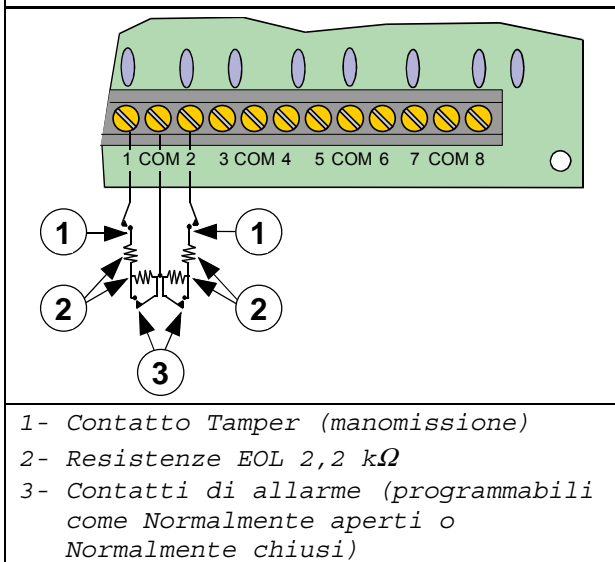 1 COM 2 3 COM 4 5 COM 6 7 COM 8
1 1
2 2
3
1- Contatto Tamper (manomissione)
2- Resistenze EOL 2,2 kΩ
3- Contatti di allarme (programmabili
come Normalmente aperti o
Normalmente chiusi)